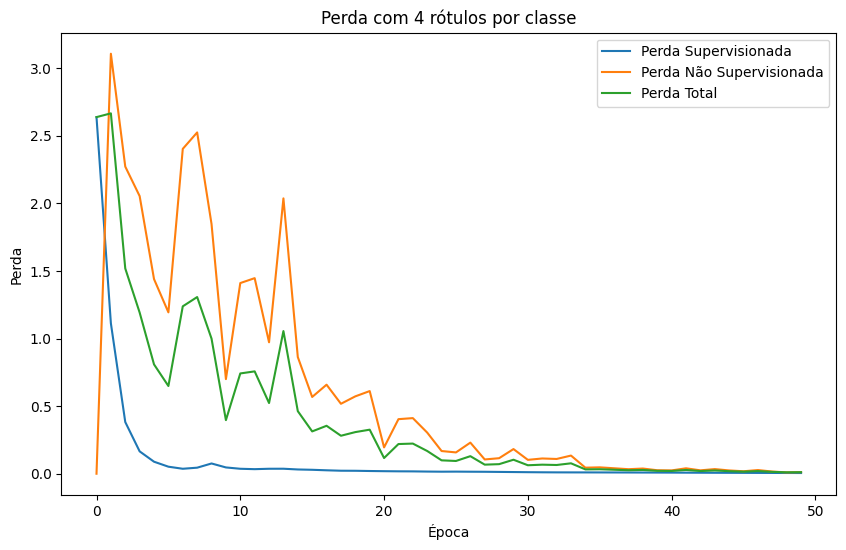 Perda com 4 rótulos por classe
Perda Supervisionada
Perda Não Supervisionada
Perda Total
Perda
3.0
2.5
2.0
1.5
1.0
0.5
0.0
0
10
20
30
40
50
Época